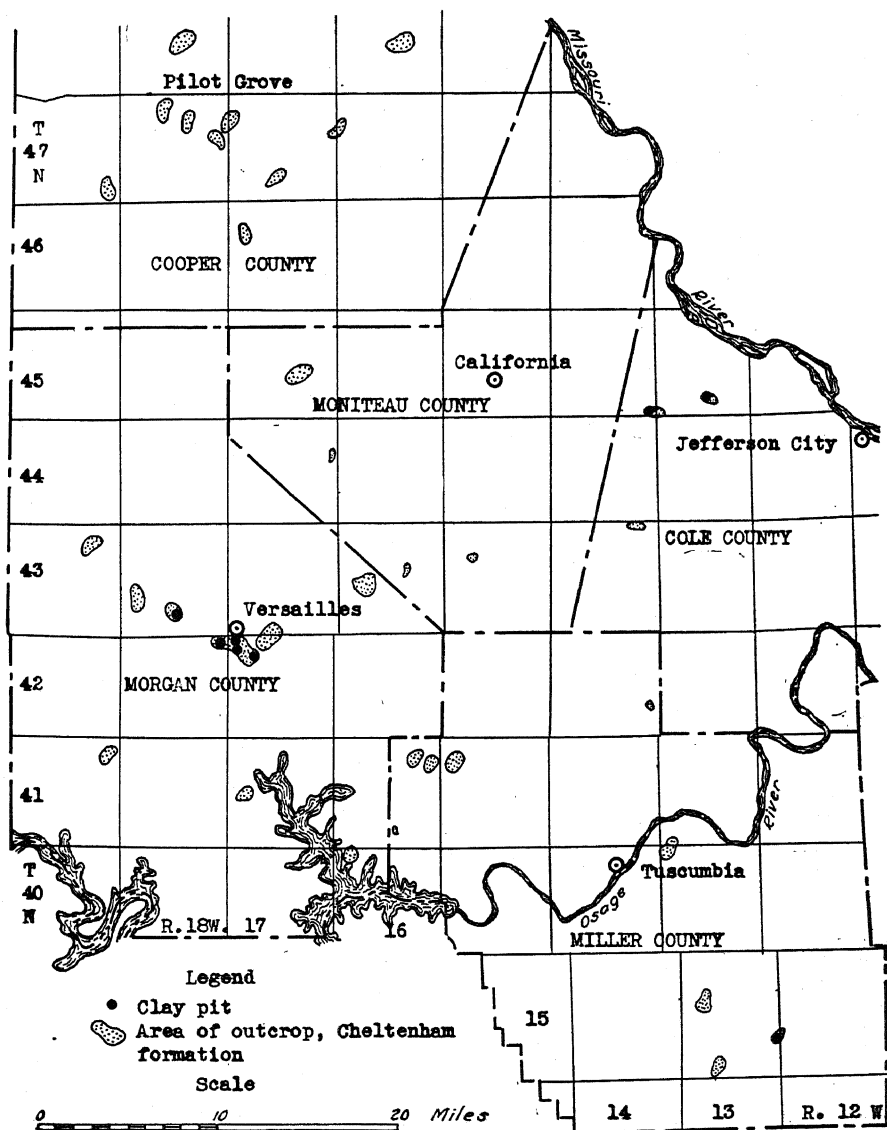 Missouri
Pilot Grove
T
47
N
46
COOPER COUNTY
River
45
California
MONITEAU COUNTY
Jefferson City
44
COLE COUNTY
43
Versailles
42
MORGAN COUNTY
41
River
T
40
N
Tuscumbia
Osage
R.18W. 17
16
MILLER COUNTY
Legend
Clay pit
Area of outcrop, Cheltenham
formation
Scale
0 10 20 Miles
15
14 13 R. 12 W